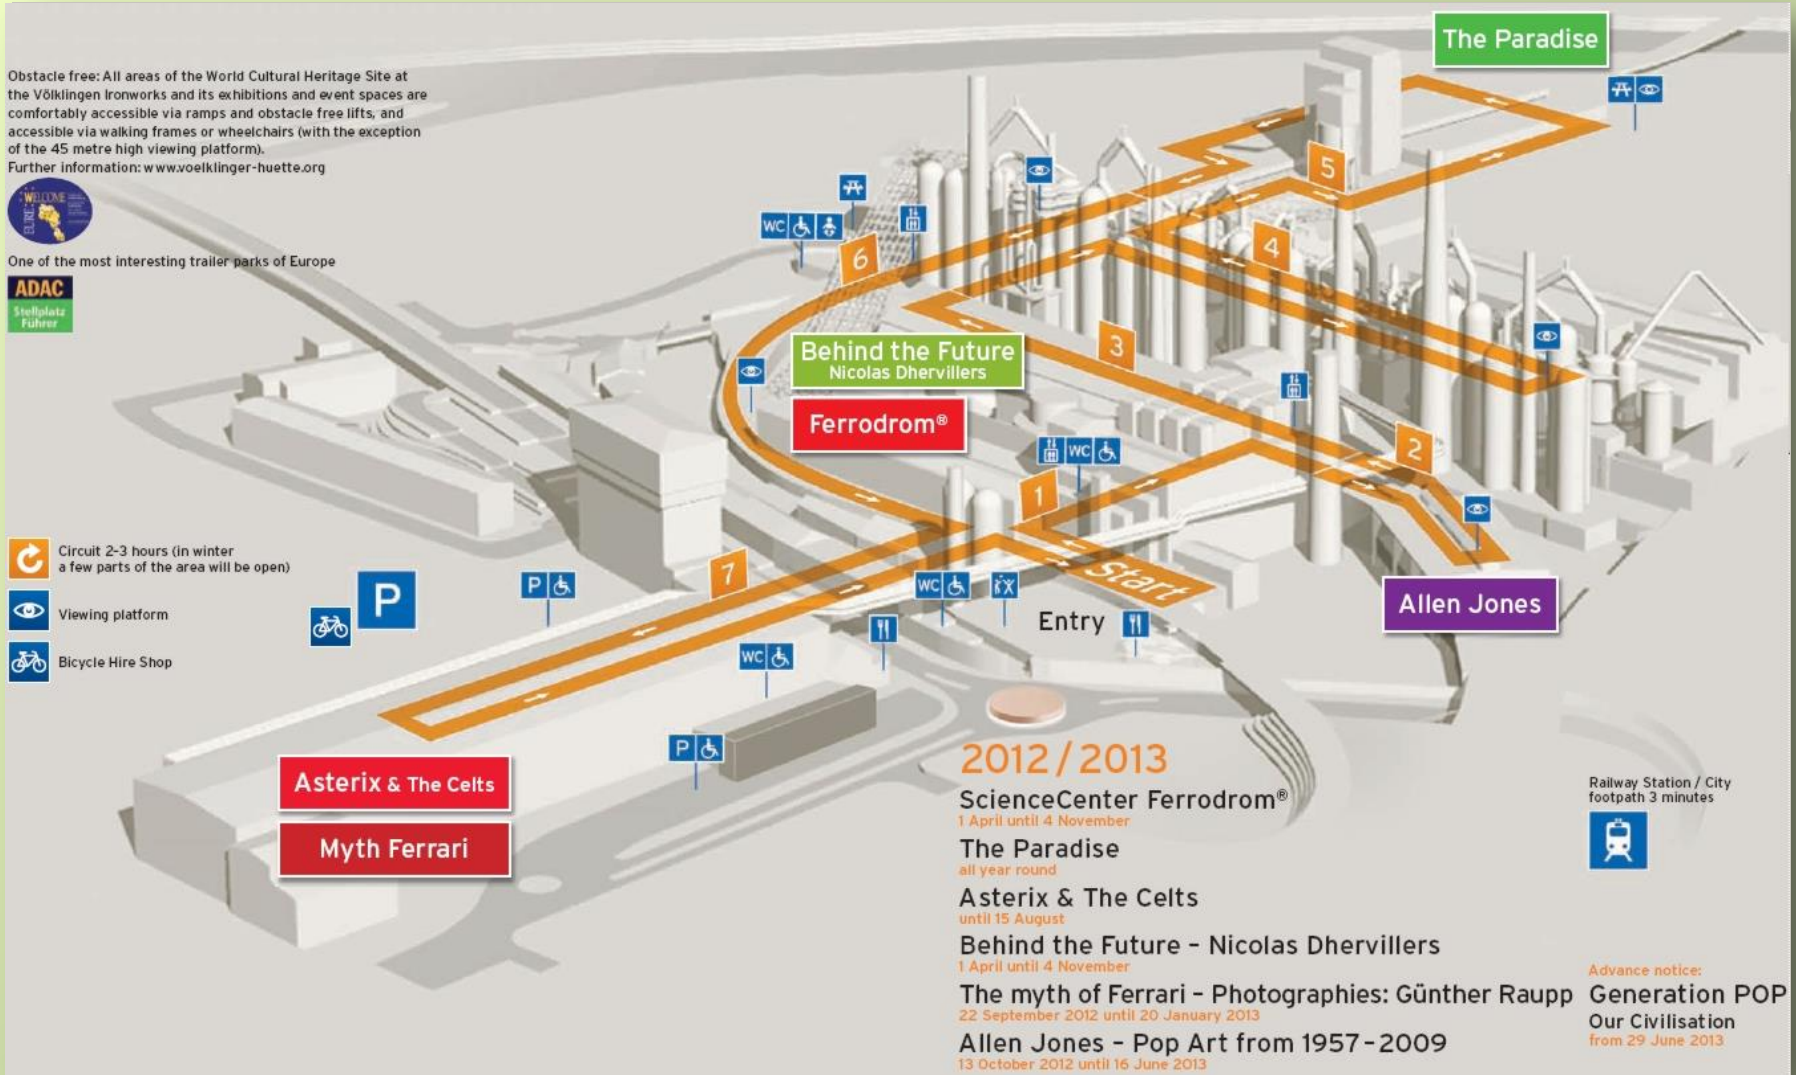 The Paradise
Obstacle free: All areas of the World Cultural Heritage Site at
the Völklingen Ironworks and its exhibitions and event spaces are
comfortably accessible via ramps and obstacle free lifts, and
accessible via walking frames or wheelchairs (with the exception
of the 45 metre high viewing platform).
Further information: www.voelklinger-huette.org
WELCOME
EURE
One of the most interesting trailer parks of Europe
ADAC
Stellplatz
Führer
5
WC
6
4
3
Behind the Future
Nicolas Dhervillers
Ferrodrom®
2
WC
1
Circuit 2-3 hours (in winter
a few parts of the area will be open)
7
Start
P
P
WC
Allen Jones
Viewing platform
Entry
Bicycle Hire Shop
WC
P
Asterix & The Celts
Myth Ferrari
2012 / 2013
ScienceCenter Ferrodrom®
1 April until 4 November
The Paradise
all year round
Asterix & The Celts
until 15 August
Behind the Future – Nicolas Dhervillers
1 April until 4 November
The myth of Ferrari – Photographies: Günther Raupp
22 September 2012 until 20 January 2013
Allen Jones – Pop Art from 1957–2009
13 October 2012 until 16 June 2013
Railway Station / City
footpath 3 minutes
Advance notice:
Generation POP
Our Civilisation
from 29 June 2013